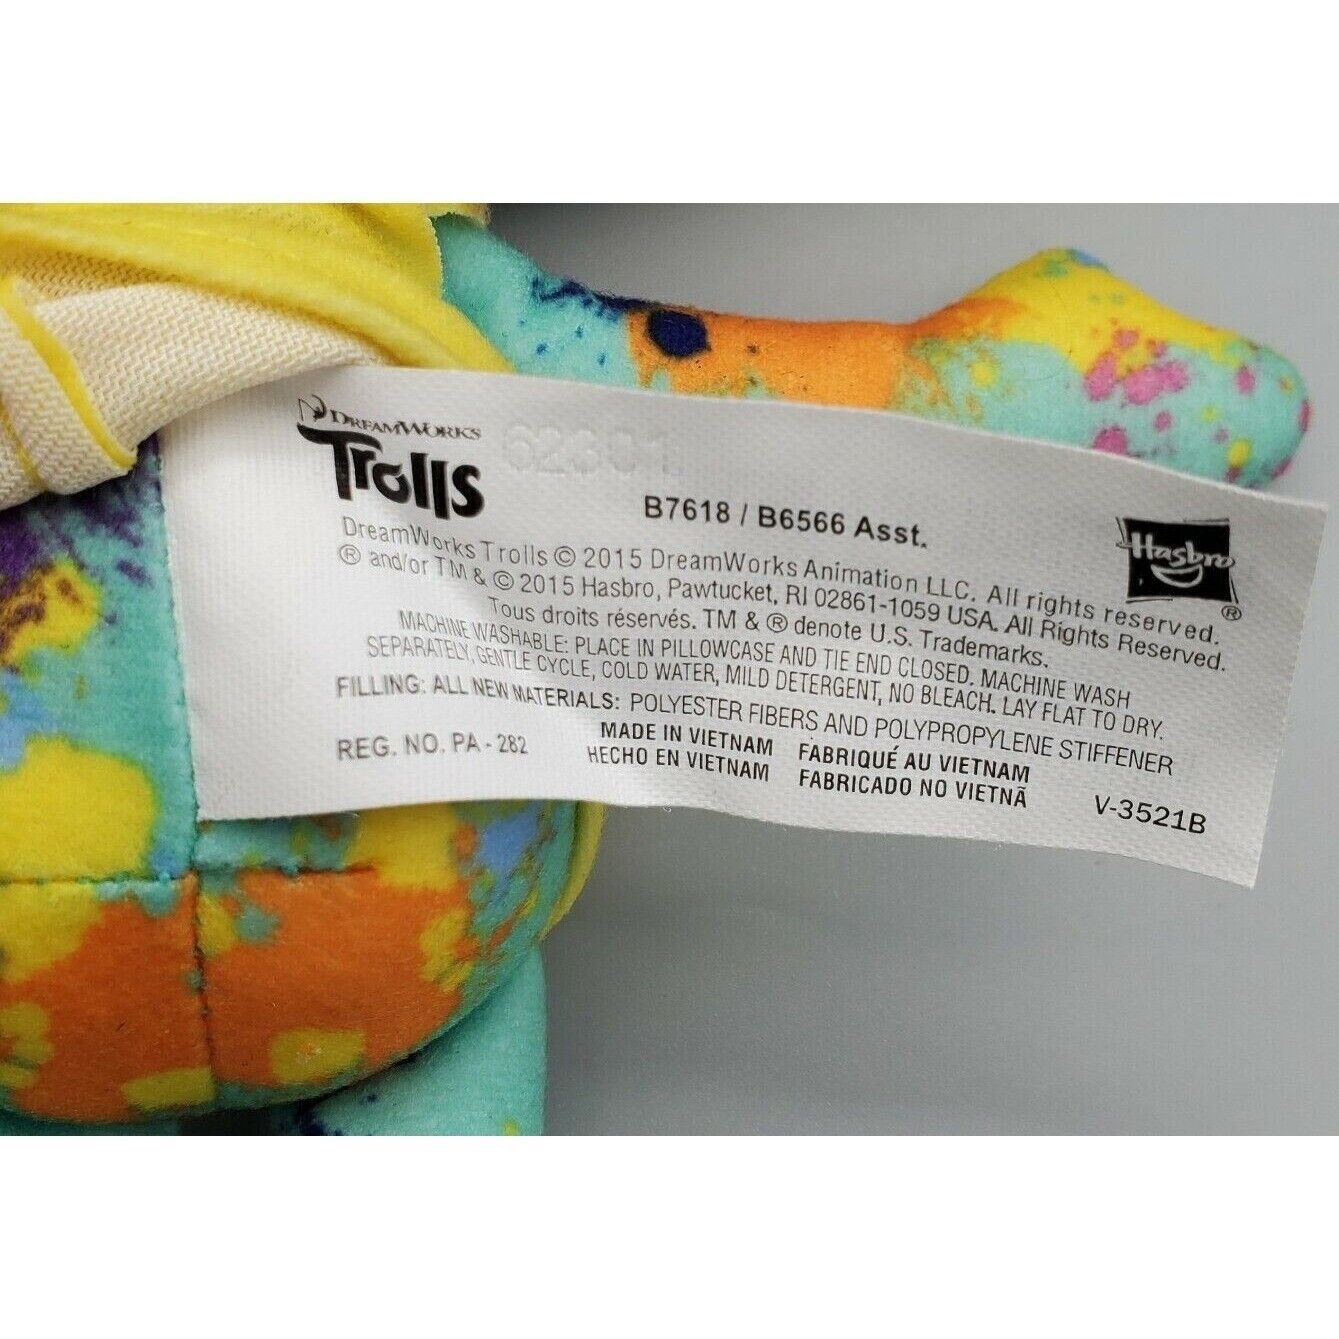 DREAMWORKS
Trolls
62301
B7618 / B6566 Asst.
Hasbro
®
DreamWorks Trolls © 2015 DreamWorks Animation LLC. All rights reserved.
® and/or TM & © 2015 Hasbro, Pawtucket, RI 02861-1059 USA. All Rights Reserved.
Tous droits réservés. TM & ® denote U.S. Trademarks.
MACHINE WASHABLE: PLACE IN PILLOWCASE AND TIE END CLOSED. MACHINE WASH
SEPARATELY, GENTLE CYCLE, COLD WATER, MILD DETERGENT, NO BLEACH. LAY FLAT TO DRY.
FILLING: ALL NEW MATERIALS: POLYESTER FIBERS AND POLYPROPYLENE STIFFENER
REG. NO. PA - 282
MADE IN VIETNAM FABRIQUÉ AU VIETNAM
HECHO EN VIETNAM FABRICADO NO VIETNÃ
V-3521B